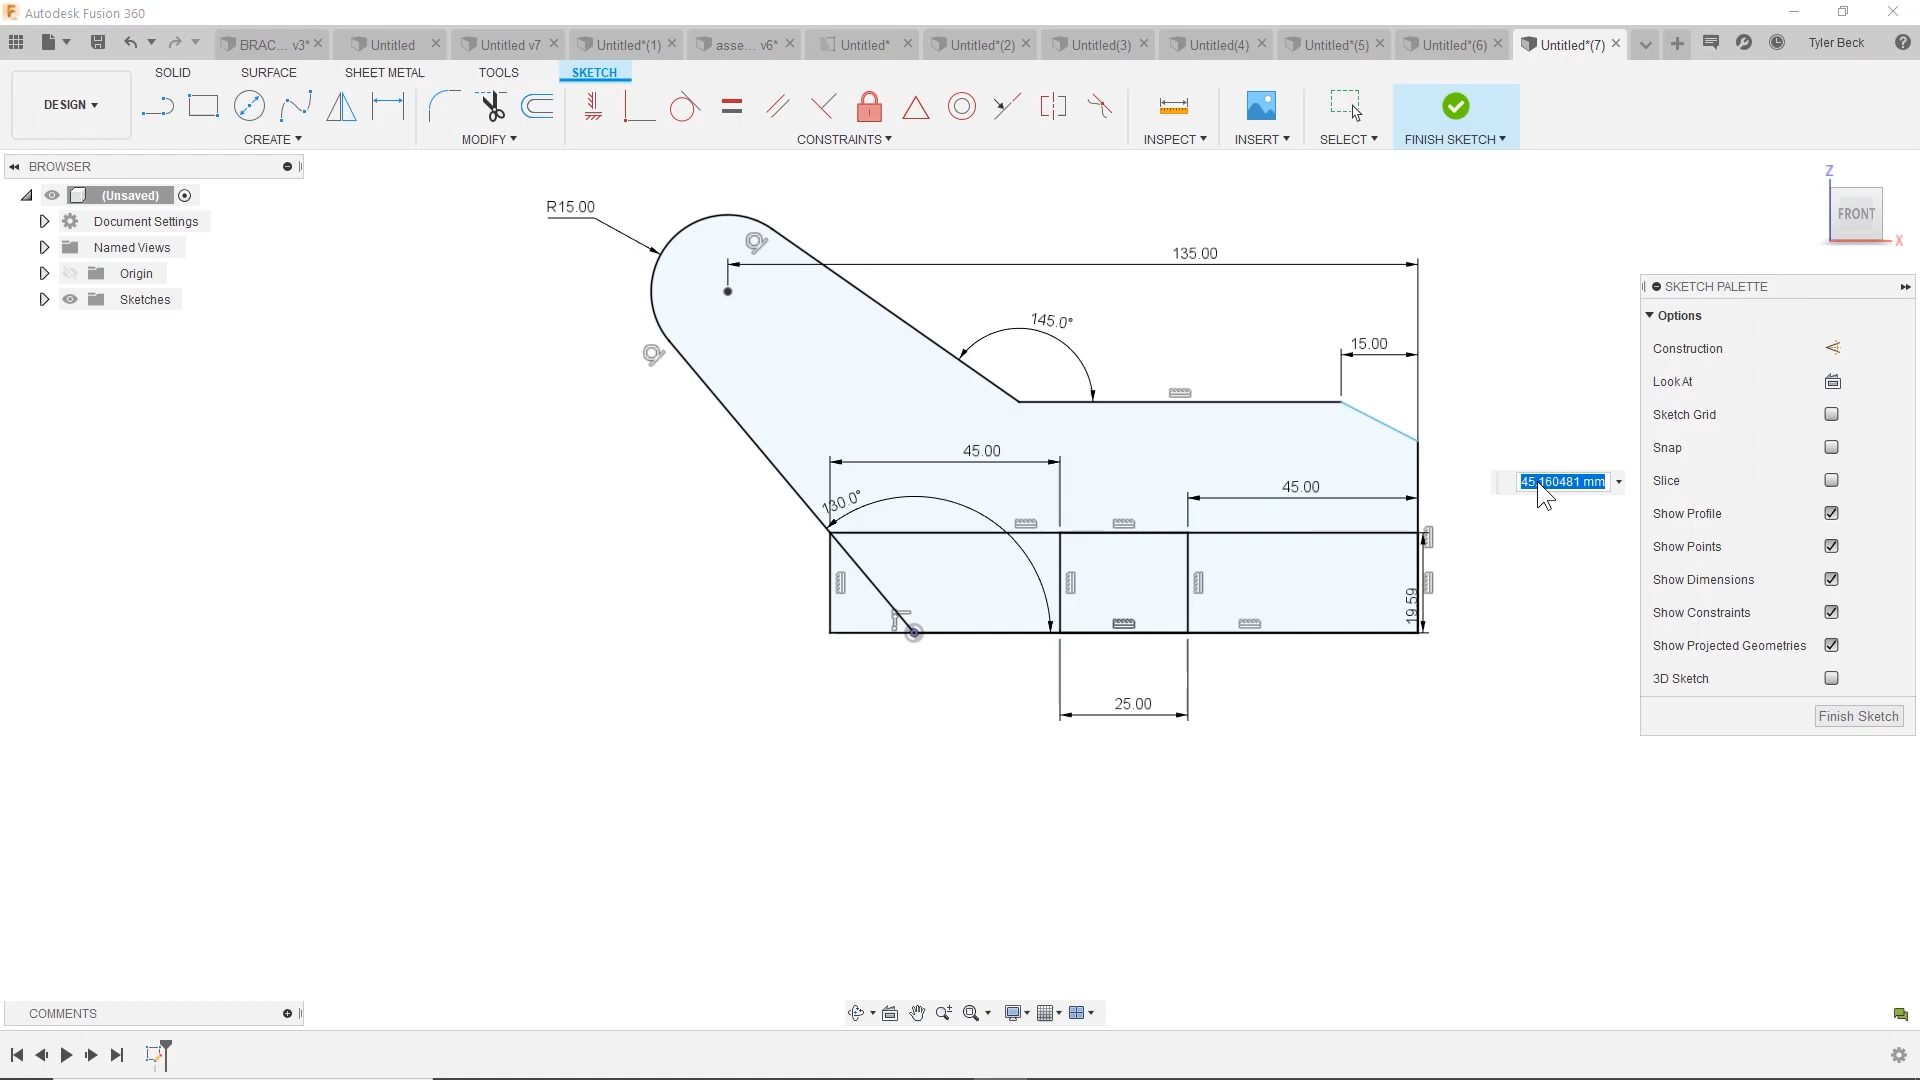 Autodesk Fusion 360
BRAC... v3*
Untitled
Untitled v7
Untitled*(1)
asse... v6*
Untitled*
Untitled*(2)
Untitled(3)
Untitled(4)
Untitled*(5)
Untitled*(6)
Untitled*(7)
Tyler Beck
SOLID
SURFACE
SHEET METAL
TOOLS
SKETCH
DESIGN
CREATE
MODIFY
CONSTRAINTS
INSPECT
INSERT
SELECT
FINISH SKETCH
BROWSER
(Unsaved)
Document Settings
Named Views
Origin
Sketches
R15.00
135.00
145.0°
15.00
45.00
130.0°
45.00
19.59
25.00
45.160481 mm
Z
FRONT
X
SKETCH PALETTE
Options
Construction
Look At
Sketch Grid
Snap
Slice
Show Profile
Show Points
Show Dimensions
Show Constraints
Show Projected Geometries
3D Sketch
Finish Sketch
COMMENTS